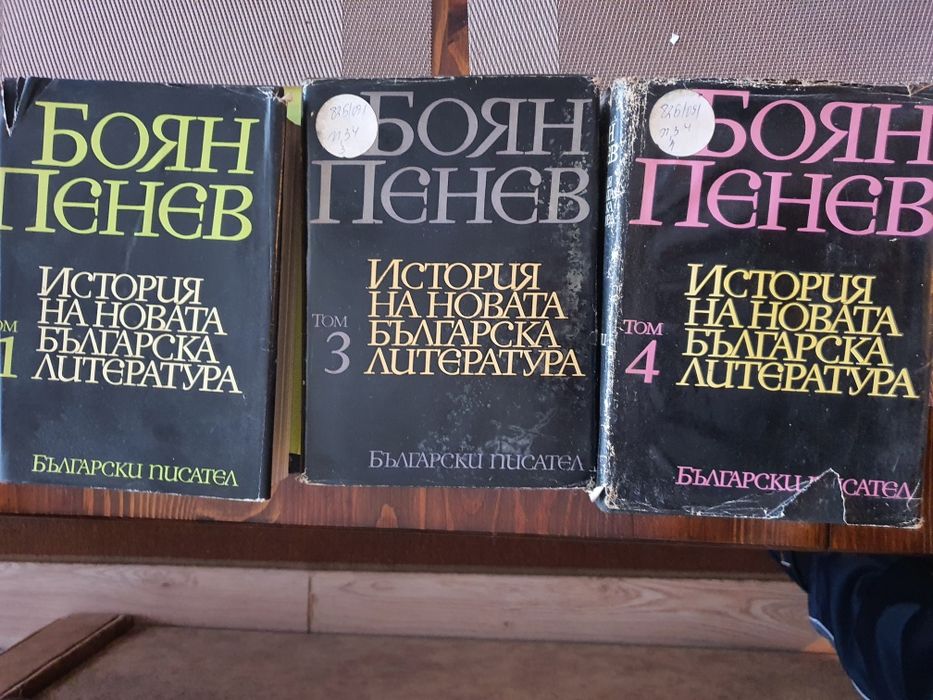 БОЯН
ПЕНЕВ
ИСТОРИЯ
НА НОВАТА
БЪЛГАРСКА
ЛИТЕРАТУРА
1
БЪЛГАРСКИ ПИСАТЕЛ
БОЯН
ПЕНЕВ
ТОМ
3
ИСТОРИЯ
НА НОВАТА
БЪЛГАРСКА
ЛИТЕРАТУРА
БЪЛГАРСКИ ПИСАТЕЛ
БОЯН
ПЕНЕВ
ТОМ
4
ИСТОРИЯ
НА НОВАТА
БЪЛГАРСКА
ЛИТЕРАТУРА
БЪЛГАРСКИ ПИСАТЕЛ